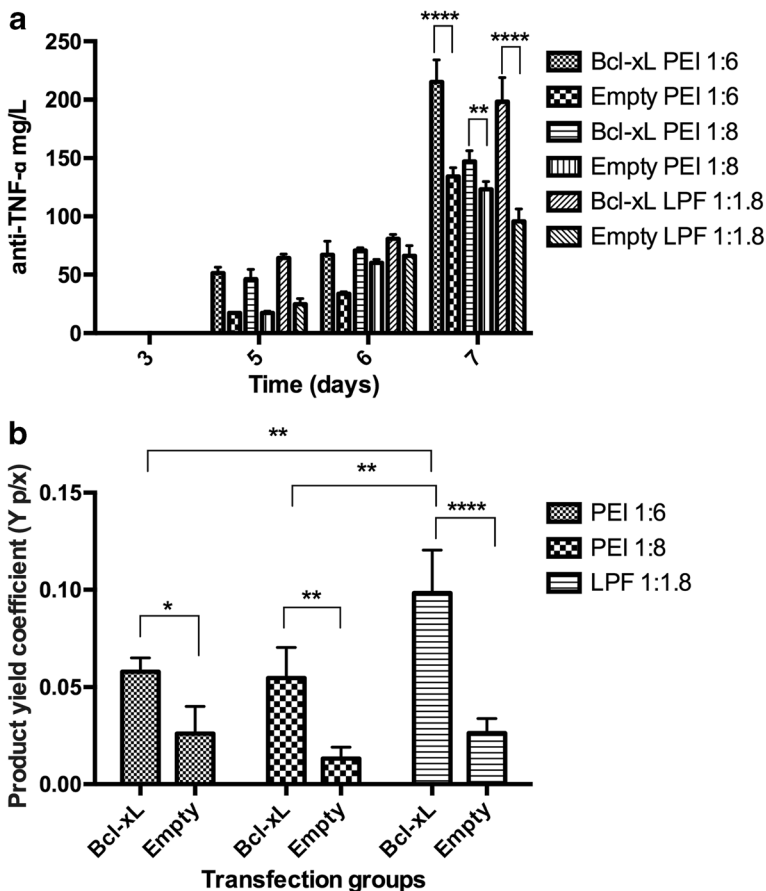 a
****
****
**
250
200
150
100
50
0
anti-TNF-α mg/L
3
5
6
7
Time (days)
Bcl-xL PEI 1:6
Empty PEI 1:6
Bcl-xL PEI 1:8
Empty PEI 1:8
Bcl-xL LPF 1:1.8
Empty LPF 1:1.8
b
**
**
****
*
**
0.15
0.10
0.05
0.00
Product yield coefficient (Y p/x)
Bcl-xL
Empty
Bcl-xL
Empty
Bcl-xL
Empty
Transfection groups
PEI 1:6
PEI 1:8
LPF 1:1.8